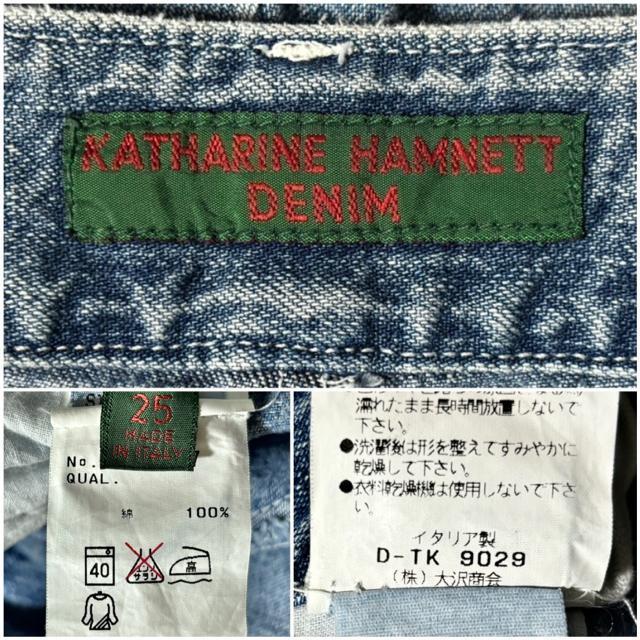 KATHARINE HAMNETT
DENIM
25
MADE
IN ITALY
No.
QUAL.
綿 100%
40
サラシ
高
濡れたまま長時間放置しないで
下さい。
●洗濯後は形を整えてすみやかに
乾燥して下さい。
●衣料乾燥機は使用しないで下さ
い。
イタリア製
D-TK 9029
(株)大沢商会